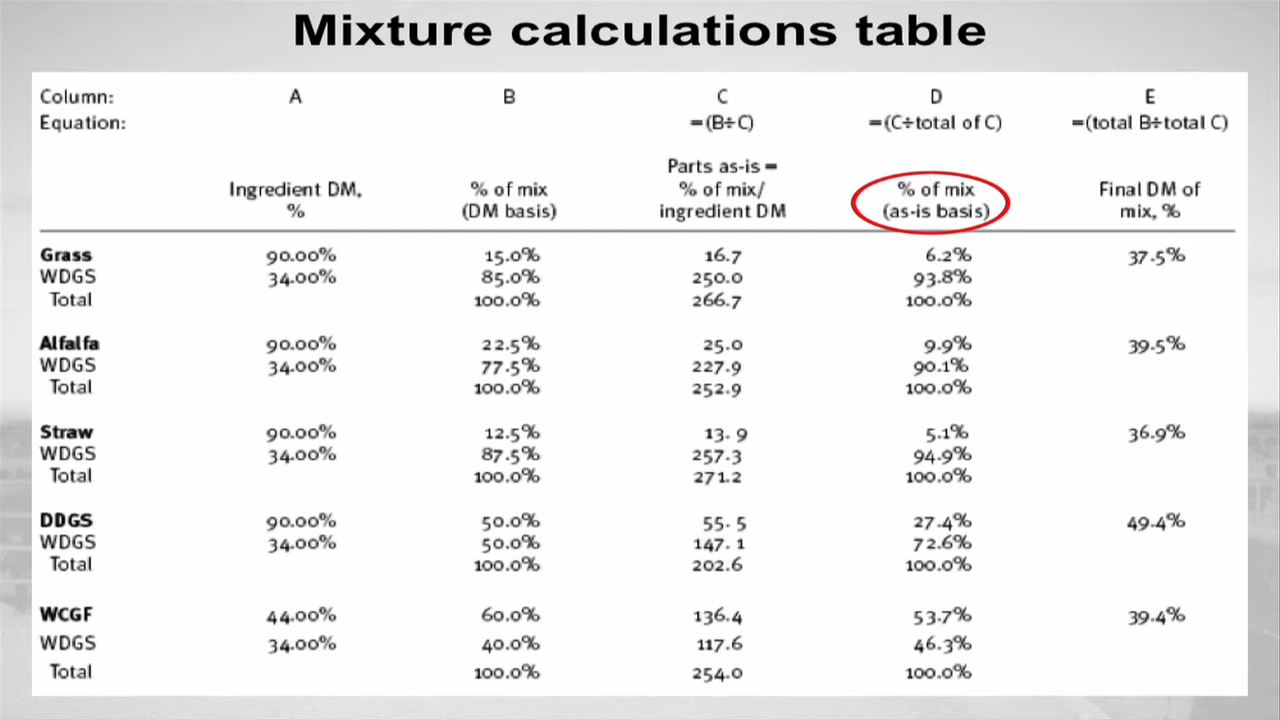 Mixture calculations table
Column: A B C D E
Equation: =(B÷C) =(C÷total of C) =(total B÷total C)
Parts as-is =
Ingredient DM, % of mix % of mix/ % of mix Final DM of
% (DM basis) ingredient DM (as-is basis) mix, %
Grass 90.00% 15.0% 16.7 6.2% 37.5%
WDGS 34.00% 85.0% 250.0 93.8%
Total 100.0% 266.7 100.0%
Alfalfa 90.00% 22.5% 25.0 9.9% 39.5%
WDGS 34.00% 77.5% 227.9 90.1%
Total 100.0% 252.9 100.0%
Straw 90.00% 12.5% 13. 9 5.1% 36.9%
WDGS 34.00% 87.5% 257.3 94.9%
Total 100.0% 271.2 100.0%
DDGS 90.00% 50.0% 55. 5 27.4% 49.4%
WDGS 34.00% 50.0% 147. 1 72.6%
Total 100.0% 202.6 100.0%
WCGF 44.00% 60.0% 136.4 53.7% 39.4%
WDGS 34.00% 40.0% 117.6 46.3%
Total 100.0% 254.0 100.0%